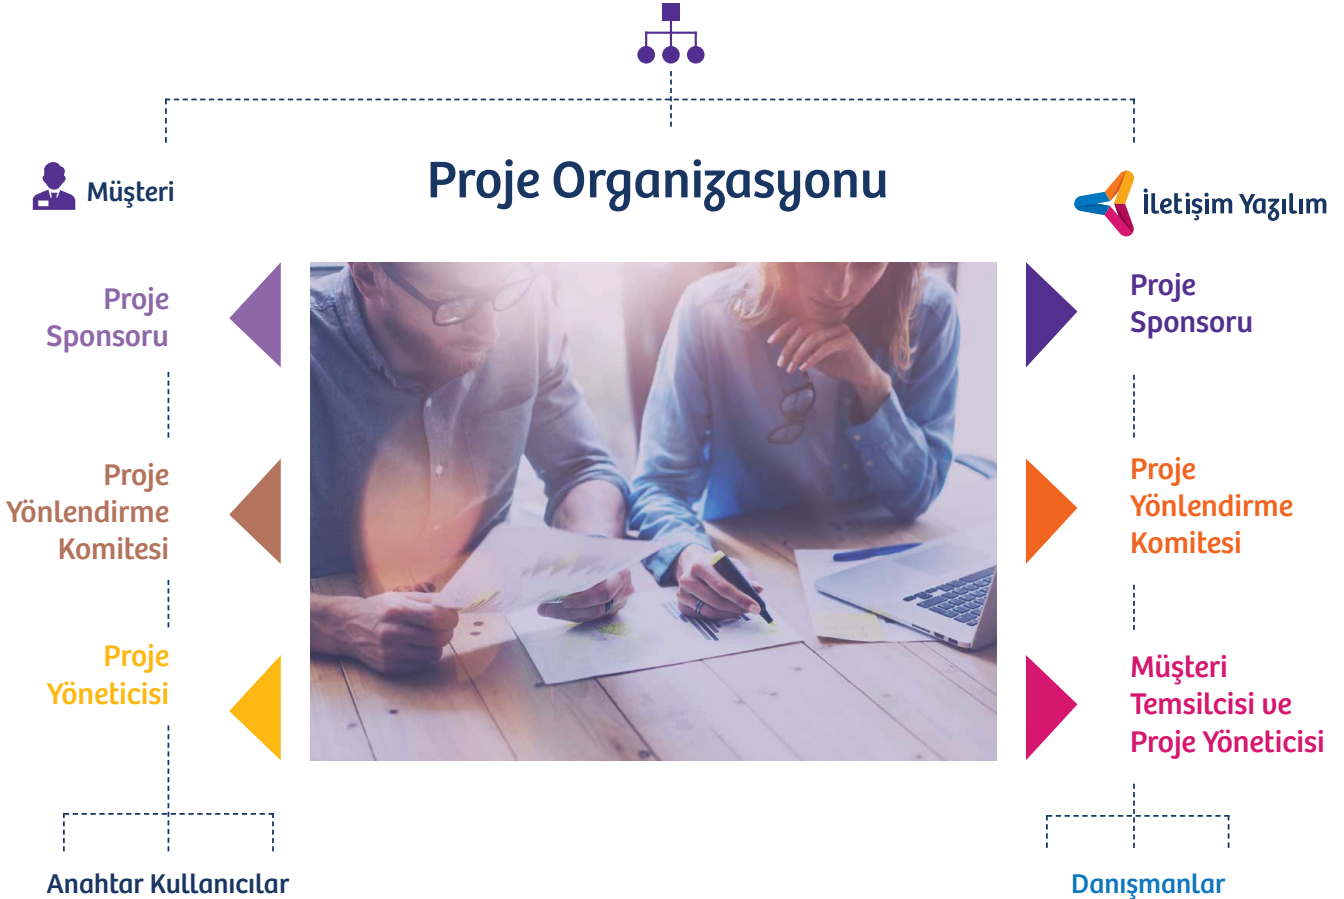 Proje Organizasyonu
Müşteri
Proje
Sponsoru
Proje
Yönlendirme
Komitesi
Proje
Yöneticisi
Anahtar Kullanıcılar
İletişim Yazılım
Proje
Sponsoru
Proje
Yönlendirme
Komitesi
Müşteri
Temsilcisi ve
Proje Yöneticisi
Danışmanlar